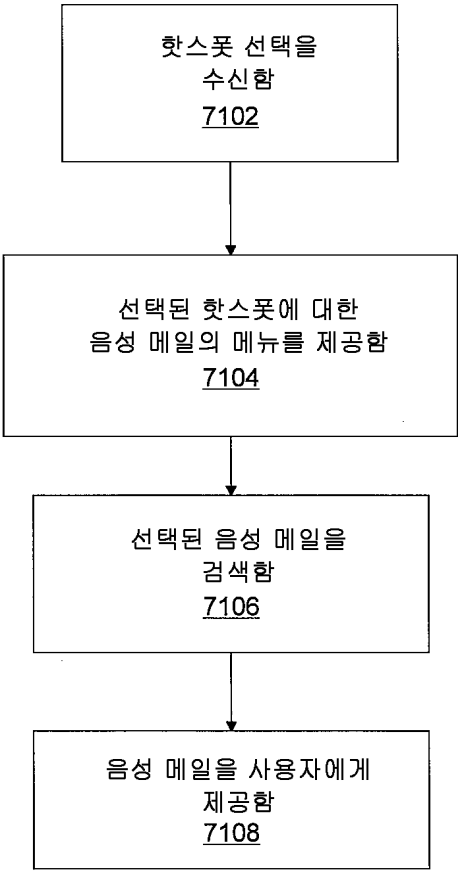 핫스폿 선택을
수신함
7102
선택된 핫스폿에 대한
음성 메일의 메뉴를 제공함
7104
선택된 음성 메일을
검색함
7106
음성 메일을 사용자에게
제공함
7108